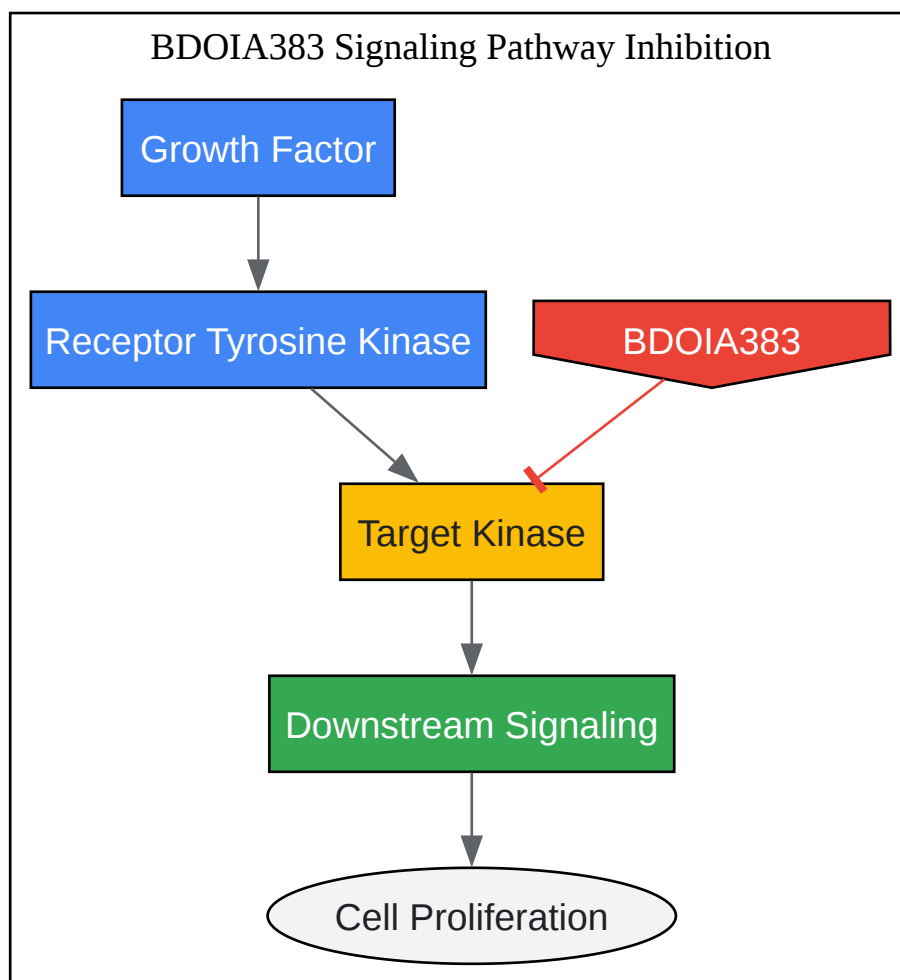 BDOIA383 Signaling Pathway Inhibition
Growth Factor
Receptor Tyrosine Kinase
BDOIA383
Target Kinase
Downstream Signaling
Cell Proliferation